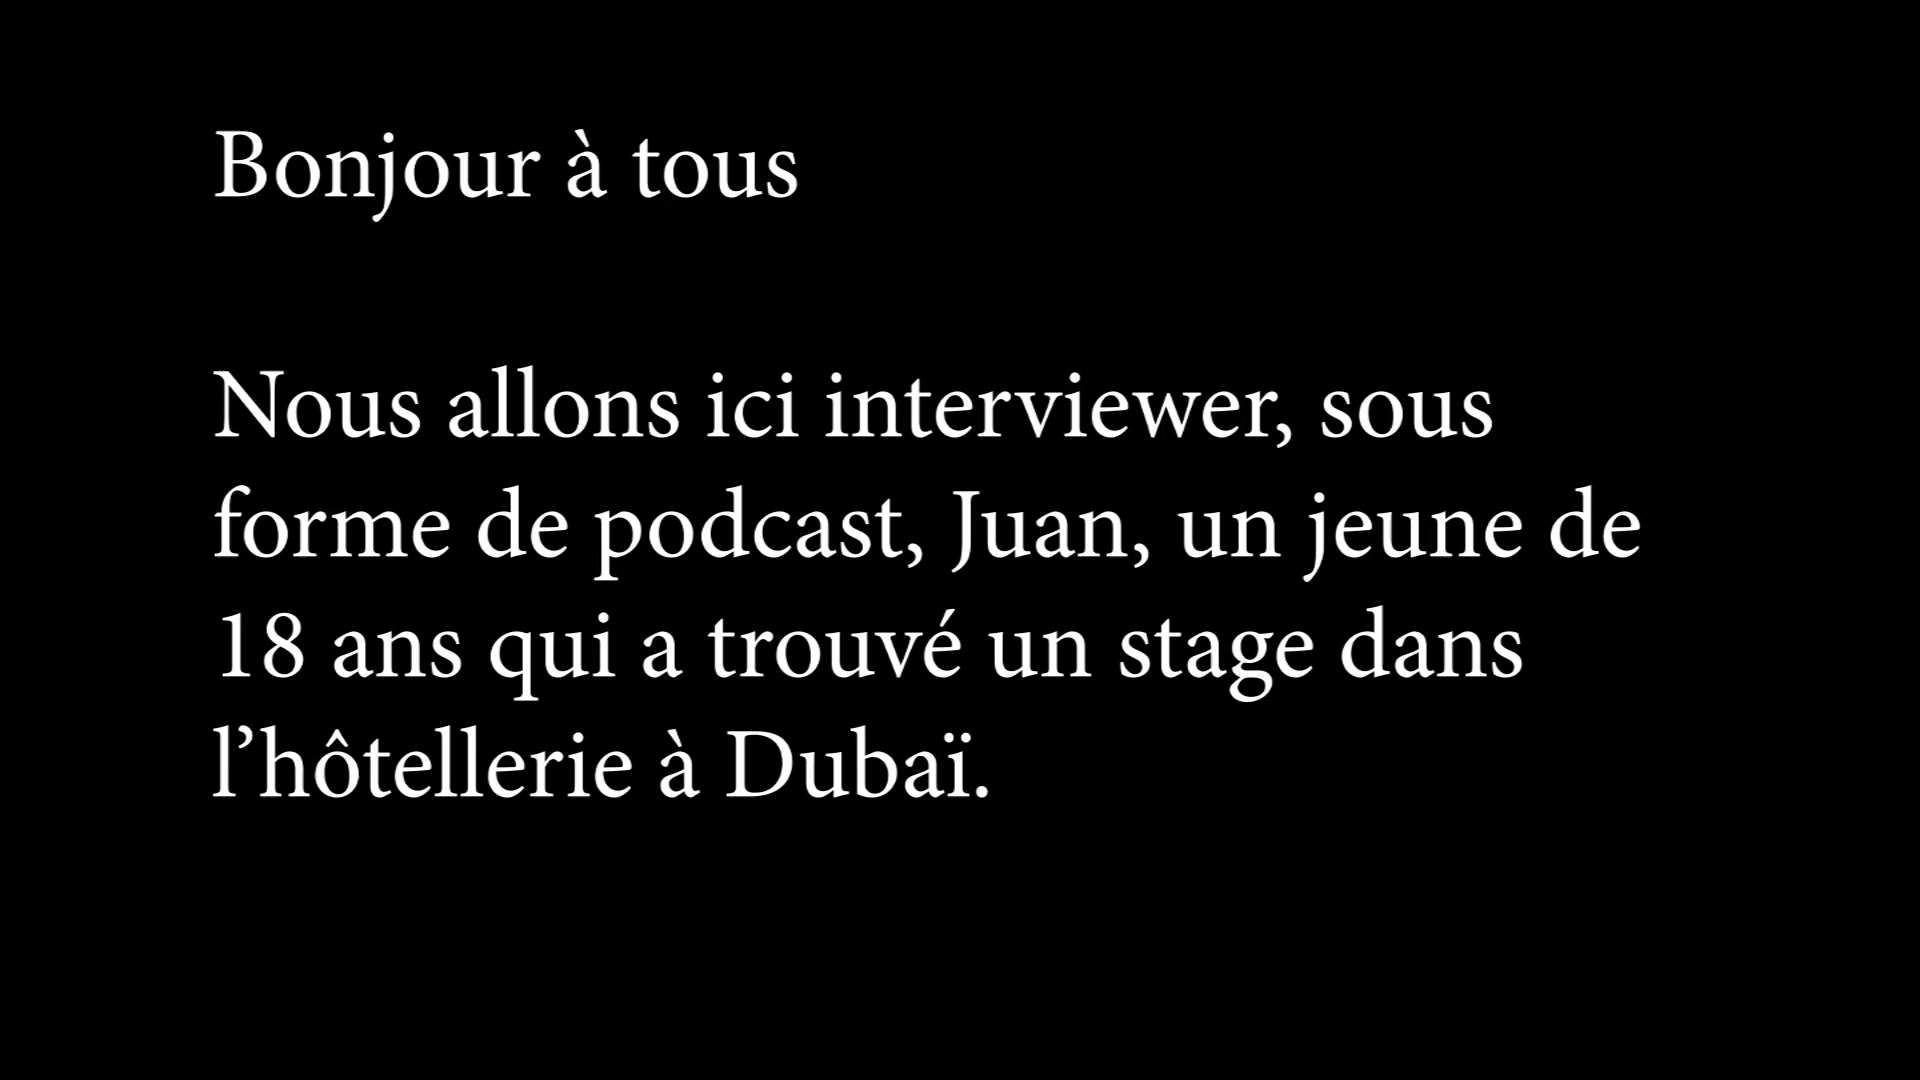 Bonjour à tous
Nous allons ici interviewer, sous
forme de podcast, Juan, un jeune de
18 ans qui a trouvé un stage dans
l’hôtellerie à Dubaï.